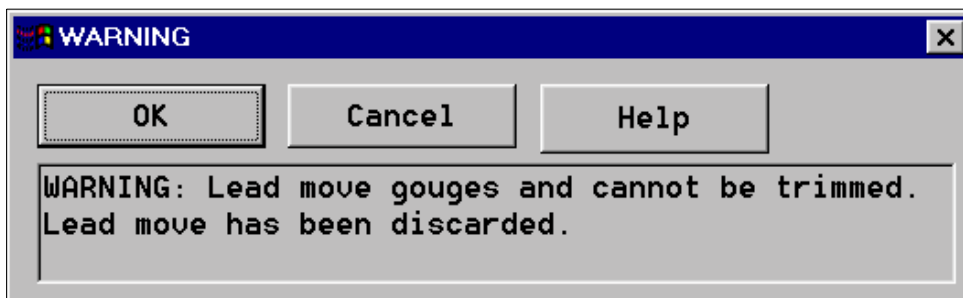 WARNING
OK
Cancel
Help
WARNING: Lead move gouges and cannot be trimmed.
Lead move has been discarded.